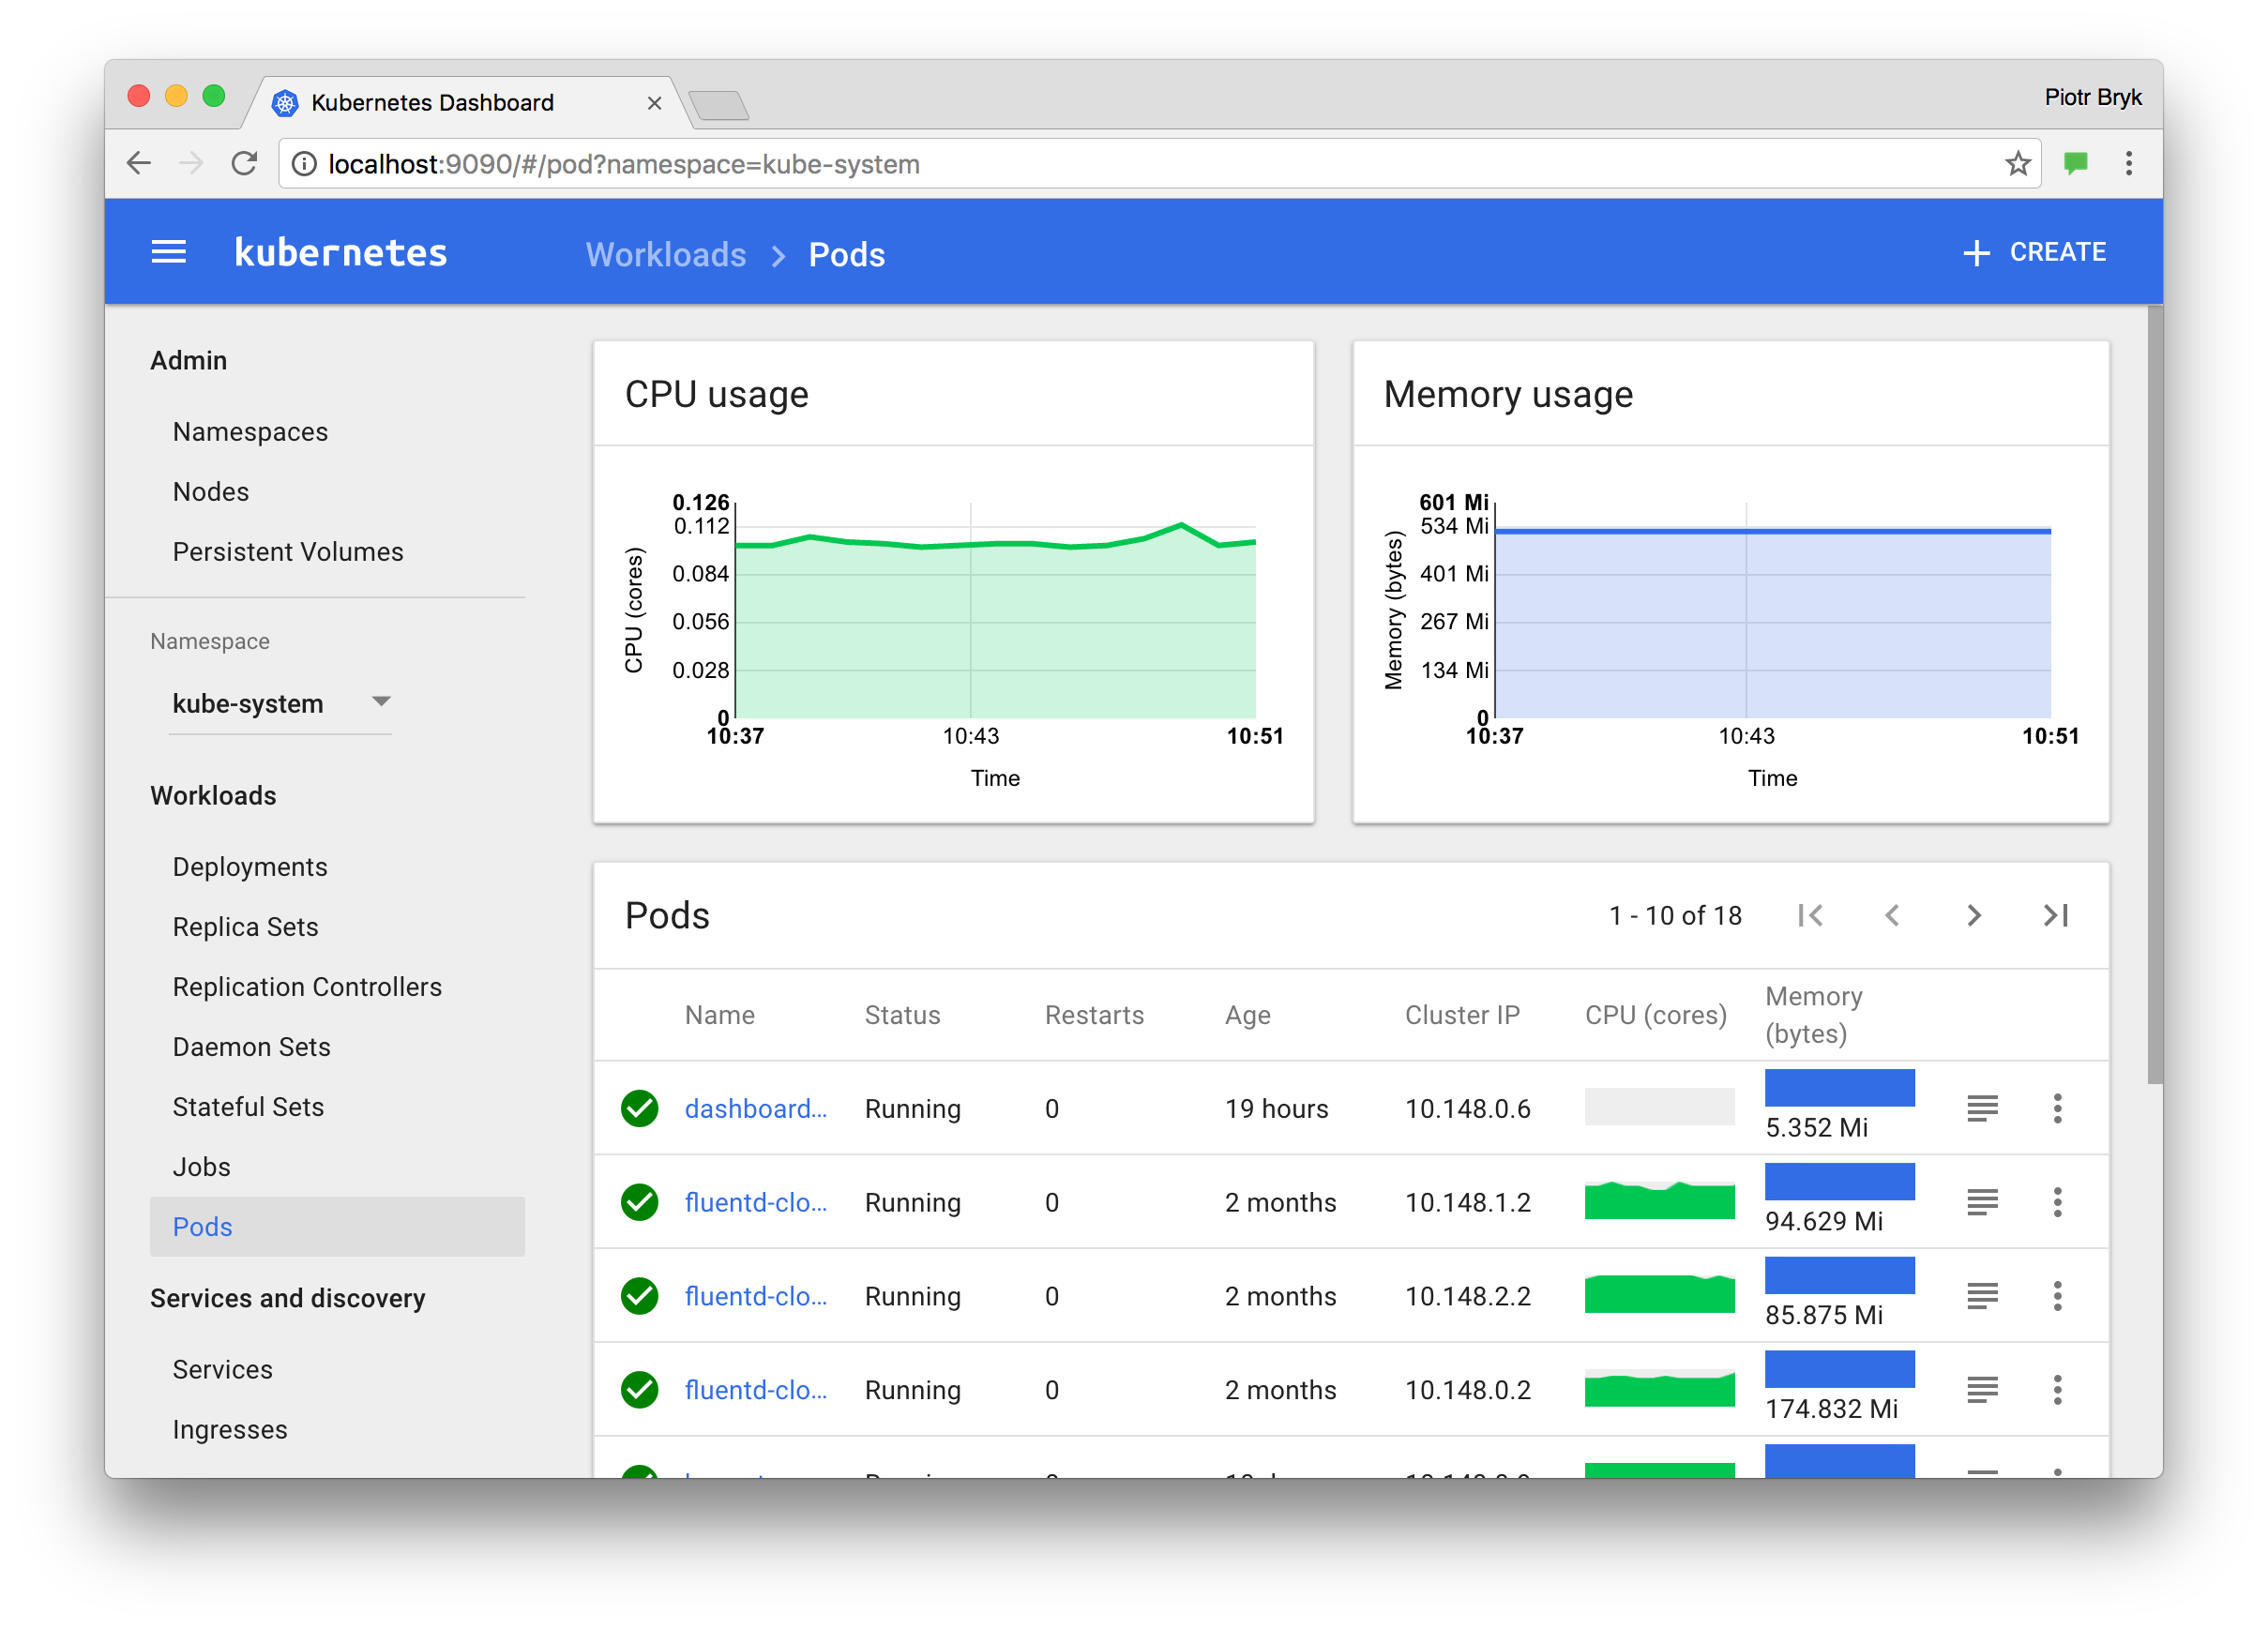 Kubernetes Dashboard
Piotr Bryk
localhost:9090/#/pod?namespace=kube-system
kubernetes
Workloads > Pods
+ CREATE
Admin
Namespaces
Nodes
Persistent Volumes
Namespace
kube-system
Workloads
Deployments
Replica Sets
Replication Controllers
Daemon Sets
Stateful Sets
Jobs
Pods
Services and discovery
Services
Ingresses
CPU usage
CPU (cores)
0.126
0.112
0.084
0.056
0.028
0
10:37 10:43 10:51
Time
Memory usage
Memory (bytes)
601 Mi
534 Mi
401 Mi
267 Mi
134 Mi
0
10:37 10:43 10:51
Time
Pods
1 - 10 of 18
Name Status Restarts Age Cluster IP CPU (cores) Memory (bytes)
dashboard... Running 0 19 hours 10.148.0.6 5.352 Mi
fluentd-clo... Running 0 2 months 10.148.1.2 94.629 Mi
fluentd-clo... Running 0 2 months 10.148.2.2 85.875 Mi
fluentd-clo... Running 0 2 months 10.148.0.2 174.832 Mi